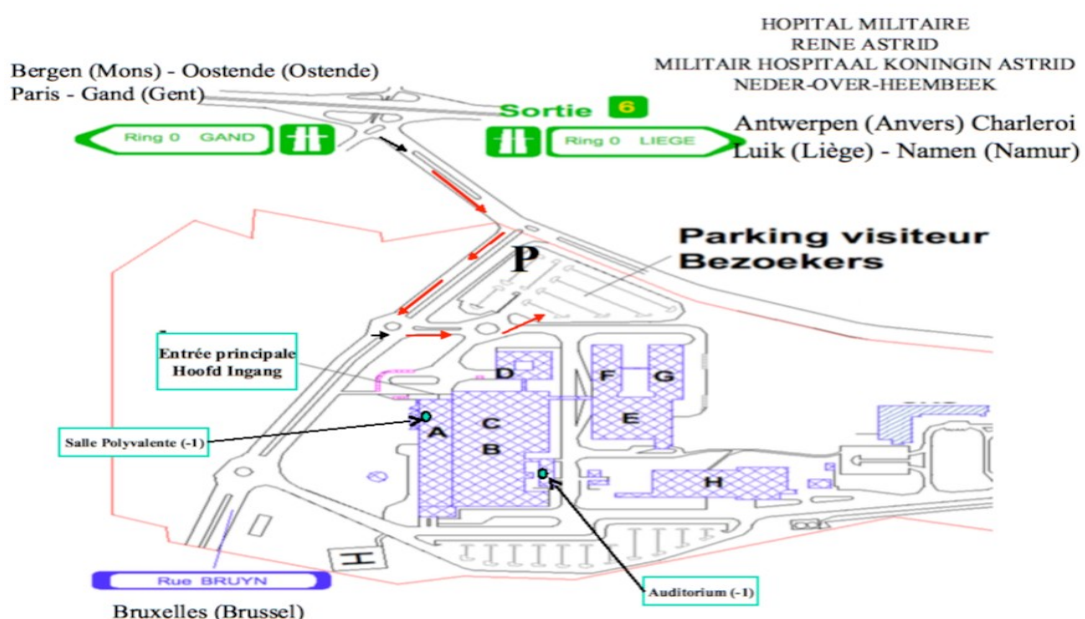 HOPITAL MILITAIRE
REINE ASTRID
MILITAIR HOSPITAAL KONINGIN ASTRID
NEDER-OVER-HEEMBEEK
Bergen (Mons) - Oostende (Ostende)
Paris - Gand (Gent)
Sortie 6
Ring 0 GAND
Ring 0 LIEGE
Antwerpen (Anvers) Charleroi
Luik (Liège) - Namen (Namur)
P
Parking visiteur
Bezoekers
Entrée principale
Hoofd Ingang
D
F
G
Salle Polyvalente (-1)
A
C
B
E
H
H
Rue BRUYN
Auditorium (-1)
Bruxelles (Brussel)